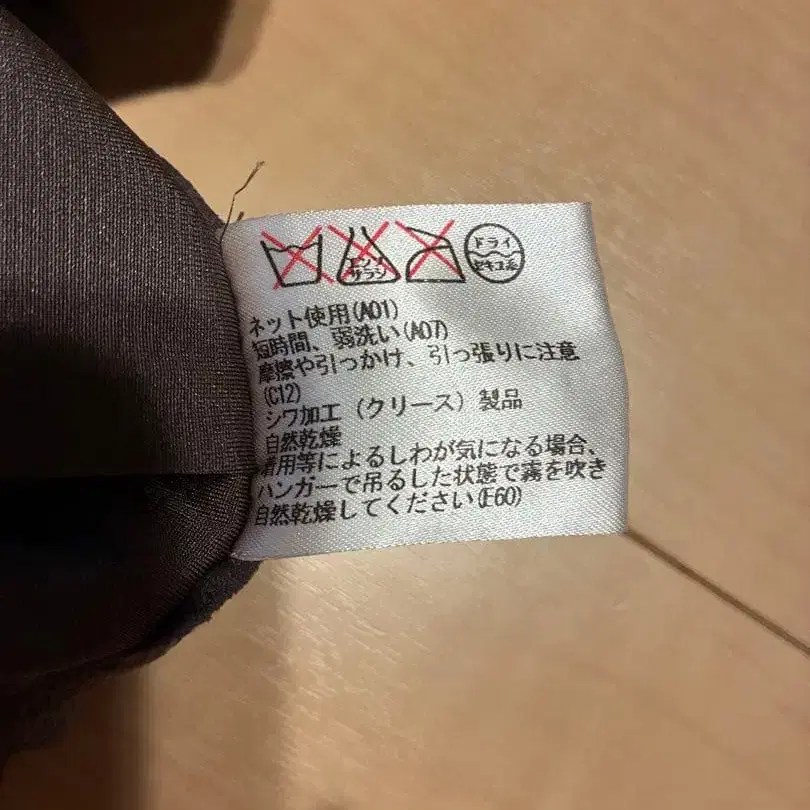 エンソ サラシ ドライ
セキユ系
ネット使用(A01)
短時間、弱洗い(A07)
摩擦や引っかけ、引っ張りに注意
(C12)
シワ加工（クリース）製品
自然乾燥
着用等によるしわが気になる場合、
ハンガーで吊るした状態で霧を吹き
自然乾燥してください(E60)